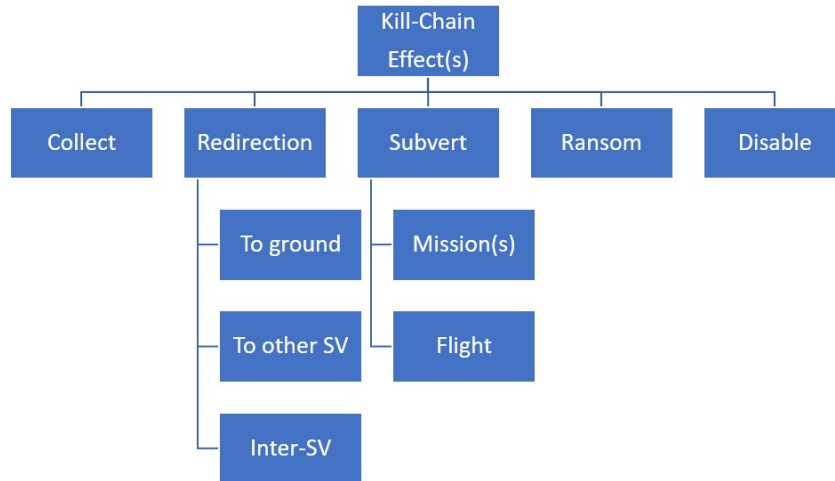 Kill-Chain
Effect(s)
Collect
Redirection
Subvert
Ransom
Disable
To ground
Mission(s)
To other SV
Flight
Inter-SV